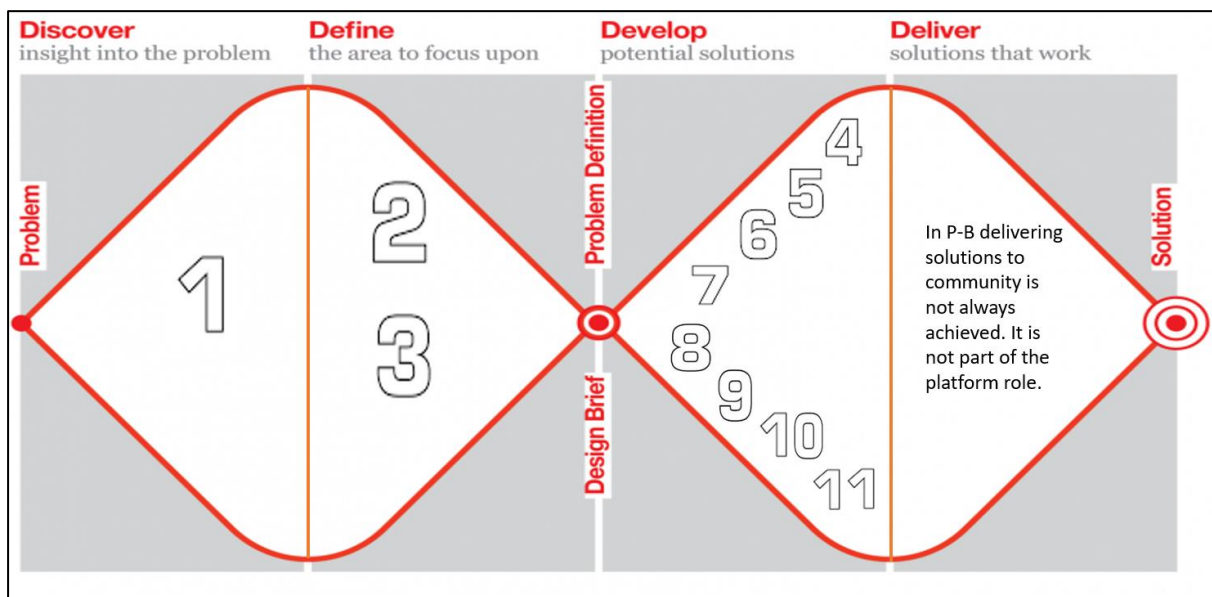 Discover
insight into the problem
Define
the area to focus upon
Develop
potential solutions
Deliver
solutions that work
Problem
1
2
3
Problem Definition
Design Brief
4
5
6
7
8
9
10
11
In P-B delivering
solutions to
community is
not always
achieved. It is
not part of the
platform role.
Solution